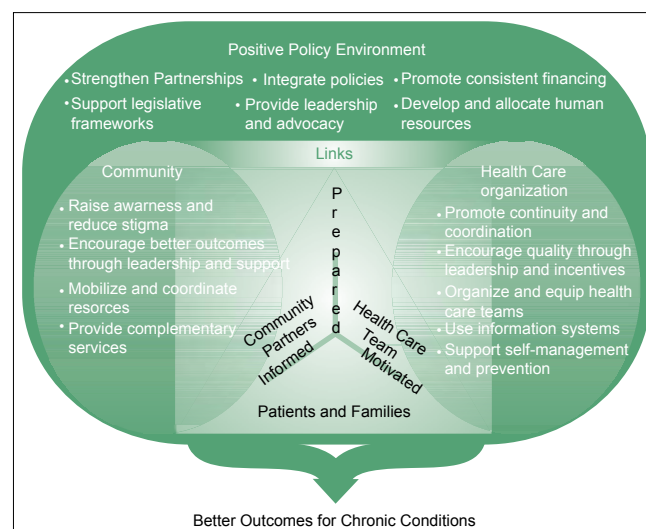 Positive Policy Environment
• Strengthen Partnerships • Integrate policies • Promote consistent financing
• Support legislative frameworks • Provide leadership and advocacy • Develop and allocate human resources
Links
Community
• Raise awarness and
reduce stigma
• Encourage better outcomes
through leadership and support
• Mobilize and coordinate
resorces
• Provide complementary
services
Prepared
Community
Partners
Informed
Health Care
Team
Motivated
Patients and Families
Health Care
organization
• Promote continuity and
coordination
• Encourage quality through
leadership and incentives
• Organize and equip health
care teams
• Use information systems
• Support self-management
and prevention
Better Outcomes for Chronic Conditions